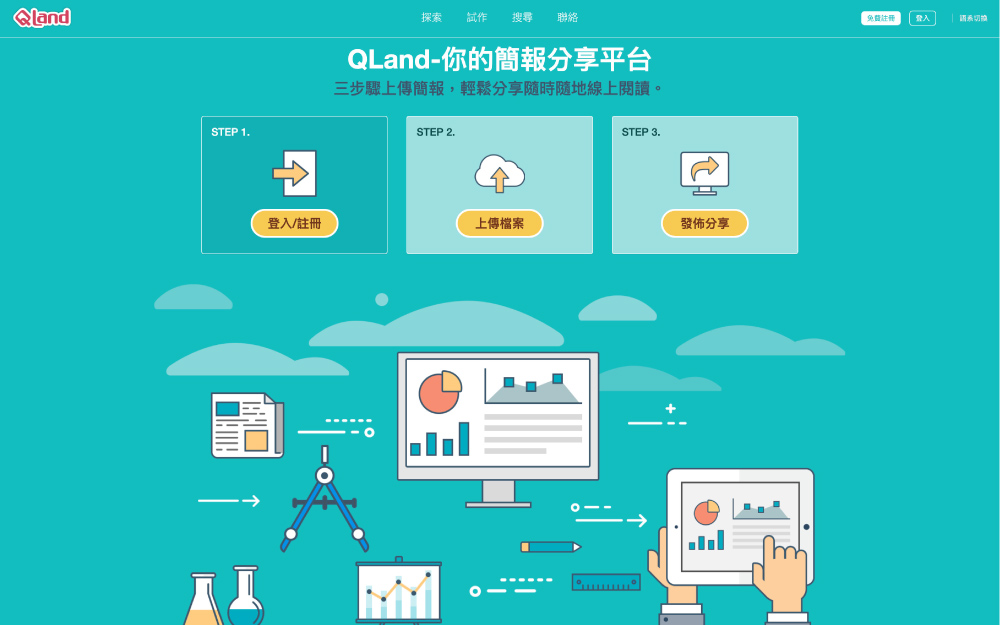 QLand
探索
試作
搜尋
聯絡
免費註冊
登入
語系切換
QLand-你的簡報分享平台
三步驟上傳簡報，輕鬆分享隨時隨地線上閱讀。
STEP 1.
登入/註冊
STEP 2.
上傳檔案
STEP 3.
發佈分享